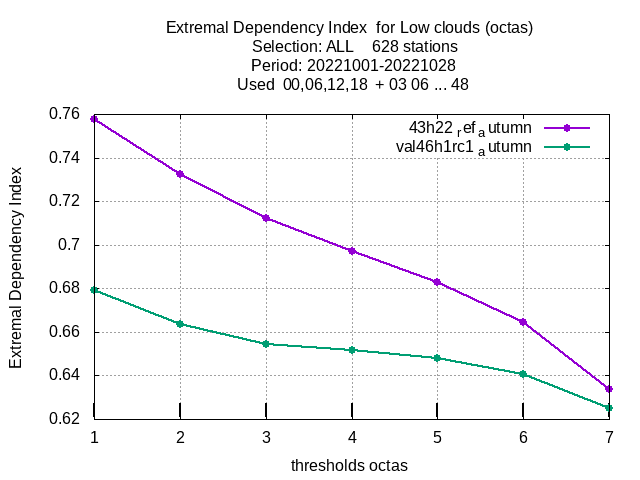 Extremal Dependency Index  for Low clouds (octas)
Selection: ALL    628 stations
Period: 20221001-20221028
Used  00,06,12,18  + 03 06 ... 48
43h22 ref autumn
val46h1rc1 autumn
Extremal Dependency Index
0.76
0.74
0.72
0.7
0.68
0.66
0.64
0.62
1 2 3 4 5 6 7
thresholds octas